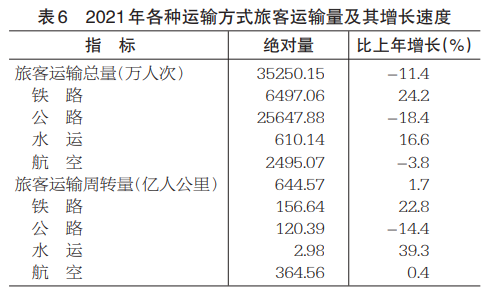 表6 2021年各种运输方式旅客运输量及其增长速度
指 标 绝对量 比上年增长(%)
旅客运输总量(万人次) 35250.15 -11.4
铁 路 6497.06 24.2
公 路 25647.88 -18.4
水 运 610.14 16.6
航 空 2495.07 -3.8
旅客运输周转量(亿人公里) 644.57 1.7
铁 路 156.64 22.8
公 路 120.39 -14.4
水 运 2.98 39.3
航 空 364.56 0.4